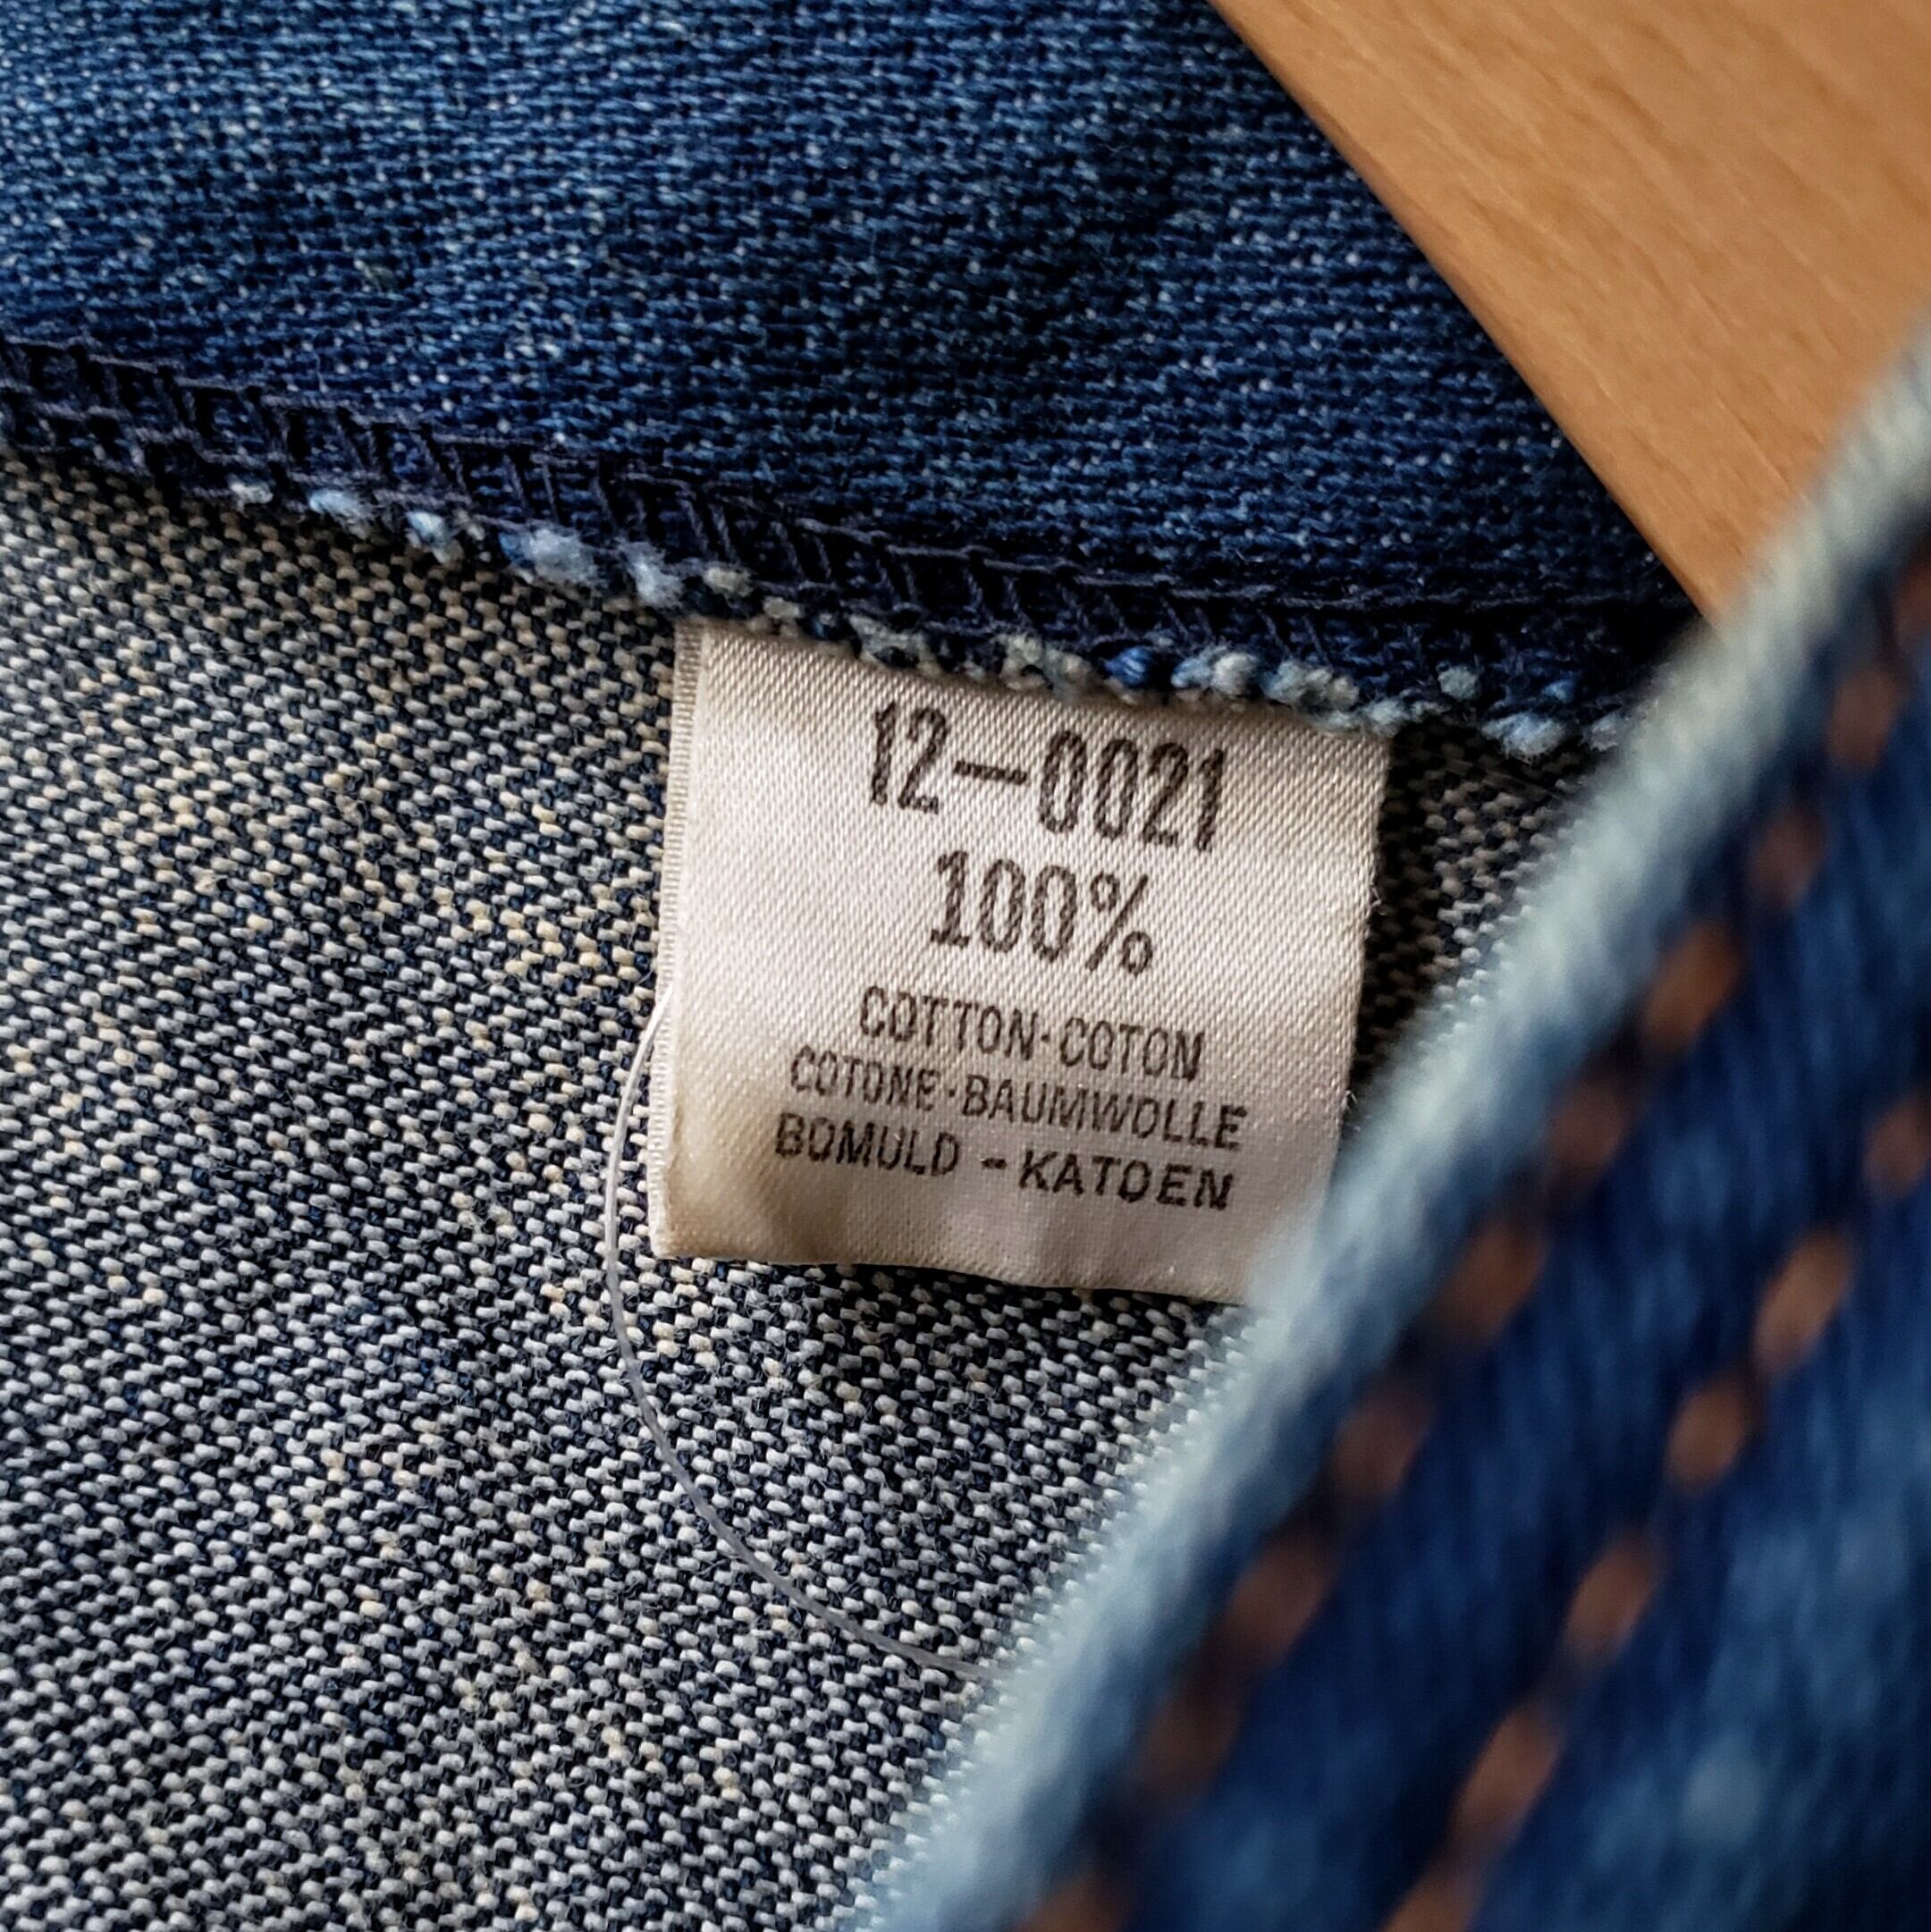 12-0021
100%
COTTON·COTON
COTONE·BAUMWOLLE
BOMULD - KATOEN